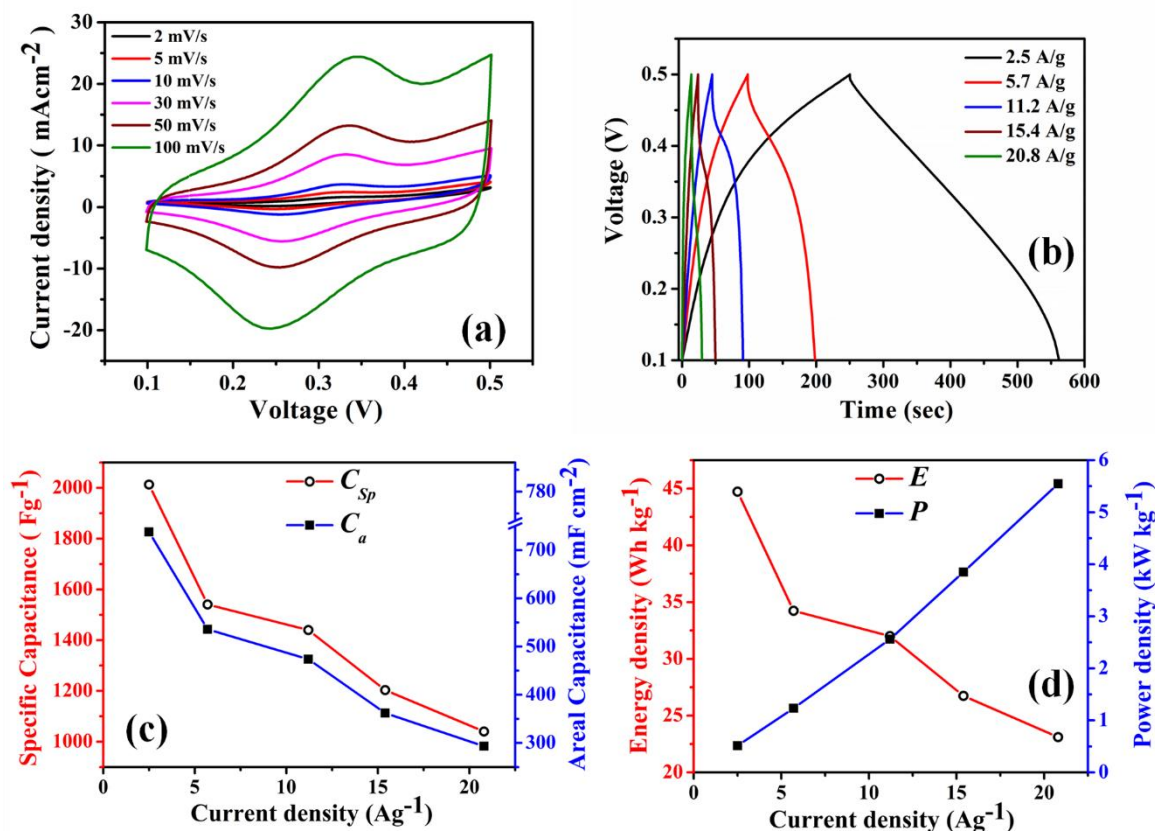 30
20
10
0
-10
-20
Current density ( mAcm-2)
2 mV/s
5 mV/s
10 mV/s
30 mV/s
50 mV/s
100 mV/s
(a)
0.1 0.2 0.3 0.4 0.5
Voltage (V)
0.5
0.4
0.3
0.2
0.1
Voltage (V)
2.5 A/g
5.7 A/g
11.2 A/g
15.4 A/g
20.8 A/g
(b)
0 100 200 300 400 500 600
Time (sec)
2000
1800
1600
1400
1200
1000
Specific Capacitance ( Fg-1)
CSp
Ca
(c)
780
700
600
500
400
300
Areal Capacitance (mF cm-2)
0 5 10 15 20
Current density (Ag-1)
45
40
35
30
25
20
Energy density (Wh kg-1)
E
P
(d)
6
5
4
3
2
1
0
Power density (kW kg-1)
0 5 10 15 20
Current density (Ag-1)